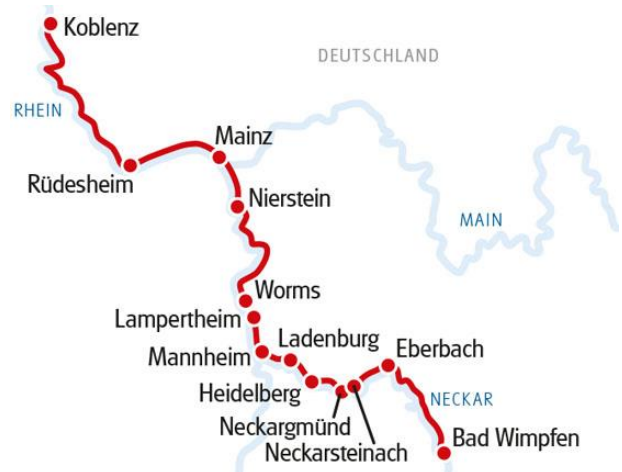 Koblenz
DEUTSCHLAND
RHEIN
Mainz
Rüdesheim
Nierstein
MAIN
Worms
Lampertheim
Ladenburg
Mannheim
Eberbach
Heidelberg
NECKAR
Neckargmünd
Bad Wimpfen
Neckarsteinach